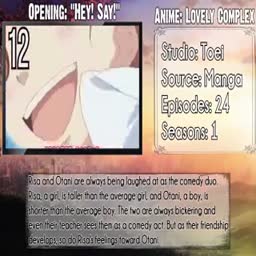 OPENING: "HEY! SAY!"
ANIME: LOVELY COMPLEX
12
Studio: Toei
Source: Manga
Episodes: 24
Seasons: 1
Risa and Otani are always being laughed at as the comedy duo.
Risa, a girl, is taller than the average girl, and Otani, a boy, is
shorter than the average boy. The two are always bickering and
even their teacher sees them as a comedy act. But as their friendship
develops, so do Risa's feelings toward Otani.